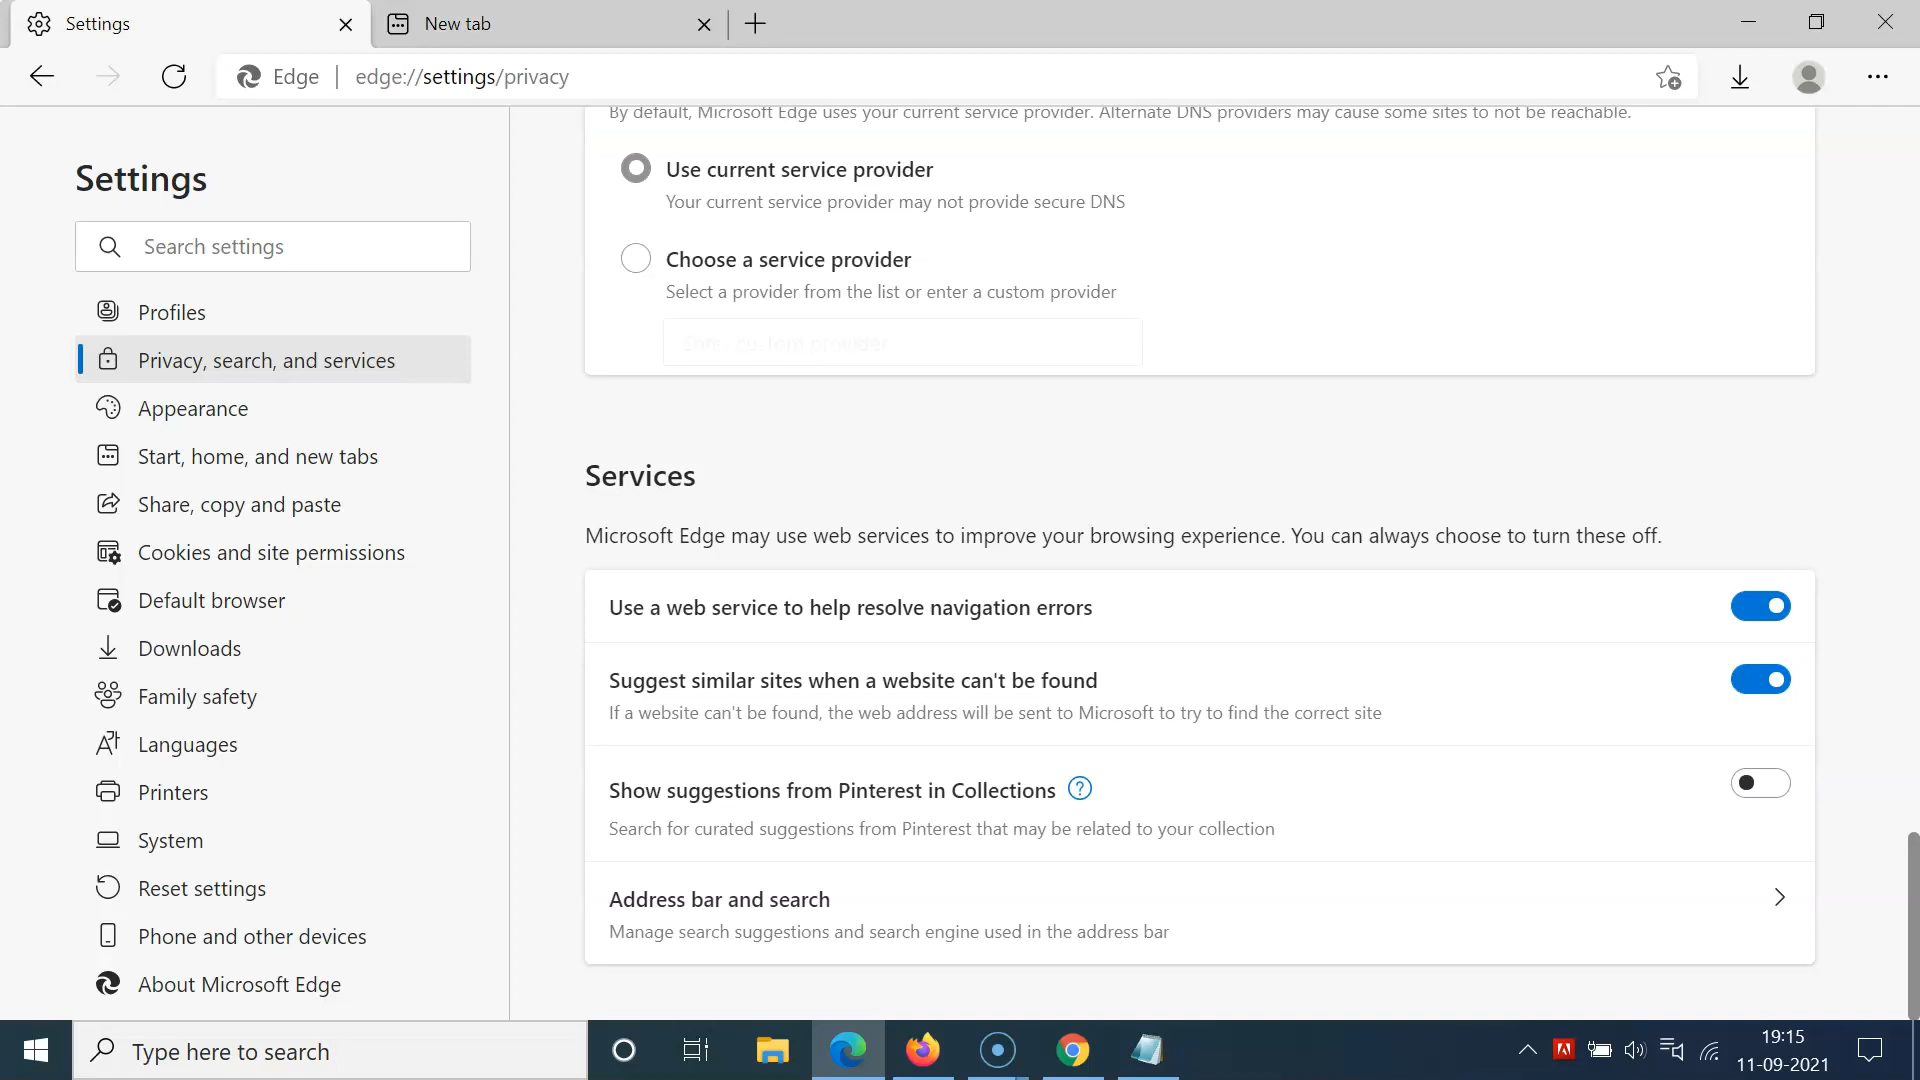 Settings
New tab
Edge
edge://settings/privacy
By default, Microsoft Edge uses your current service provider. Alternate DNS providers may cause some sites to not be reachable.
Settings
Search settings
Profiles
Privacy, search, and services
Appearance
Start, home, and new tabs
Share, copy and paste
Cookies and site permissions
Default browser
Downloads
Family safety
Languages
Printers
System
Reset settings
Phone and other devices
About Microsoft Edge
Use current service provider
Your current service provider may not provide secure DNS
Choose a service provider
Select a provider from the list or enter a custom provider
Enter custom provider
Services
Microsoft Edge may use web services to improve your browsing experience. You can always choose to turn these off.
Use a web service to help resolve navigation errors
Suggest similar sites when a website can't be found
If a website can't be found, the web address will be sent to Microsoft to try to find the correct site
Show suggestions from Pinterest in Collections
Search for curated suggestions from Pinterest that may be related to your collection
Address bar and search
Manage search suggestions and search engine used in the address bar
Type here to search
19:15
11-09-2021